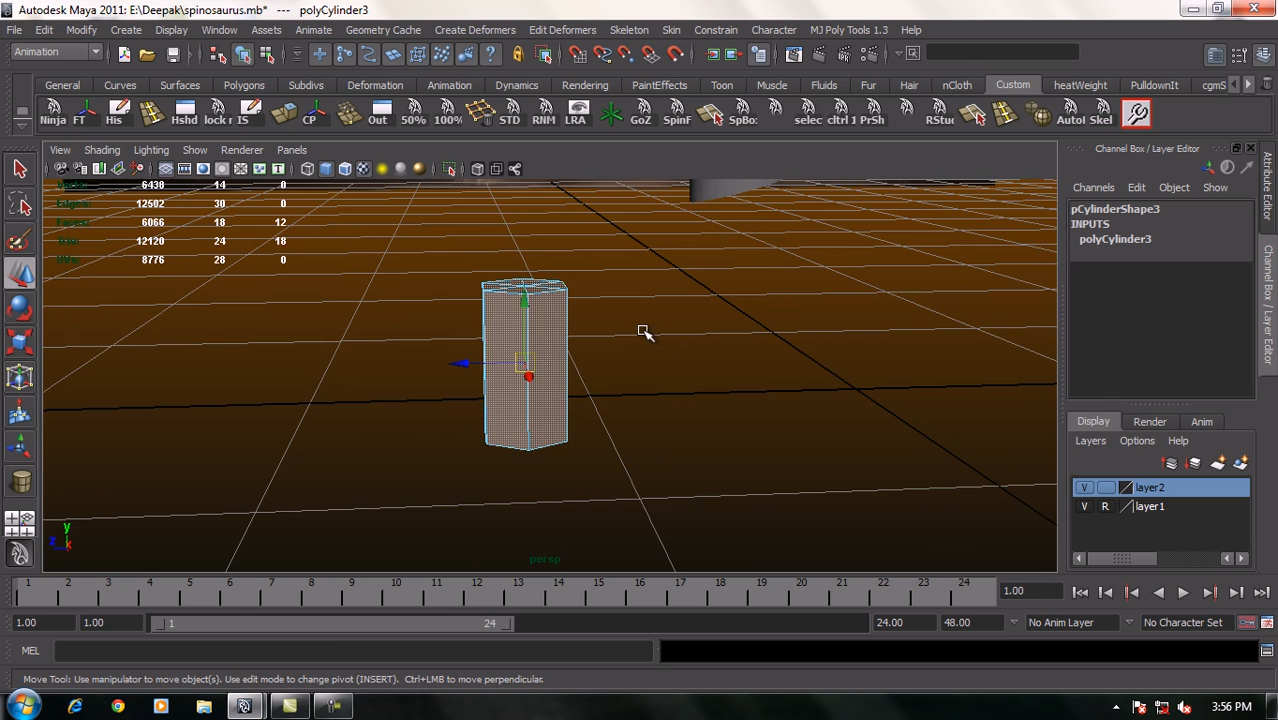 Autodesk Maya 2011: E:\Deepak\spinosaurus.mb* --- polyCylinder3
File Edit Modify Create Display Window Assets Animate Geometry Cache Create Deformers Edit Deformers Skeleton Skin Constrain Character MJ Poly Tools 1.3 Help
Animation
General Curves Surfaces Polygons Subdivs Deformation Animation Dynamics Rendering PaintEffects Toon Muscle Fluids Fur Hair nCloth Custom heatWeight PulldownIt cgmS
Ninja FT His Hshd IS CP Out 50% 100% STD RNM LRA GoZ SpinF SpBo: selec cltrl 1 PrSh RStuc AutoI Skel
View Shading Lighting Show Renderer Panels
Channel Box / Layer Editor
6438 14 0
12502 30 0
6066 18 12
12120 24 18
8776 28 0
Channels Edit Object Show
pCylinderShape3
INPUTS
polyCylinder3
Attribute Editor
Channel Box / Layer Editor
Display Render Anim
Layers Options Help
V layer2
V R layer1
y
z x
persp
1 2 3 4 5 6 7 8 9 10 11 12 13 14 15 16 17 18 19 20 21 22 23 24
1.00
1.00 1.00 1 24 24.00 48.00 No Anim Layer No Character Set
MEL
Move Tool: Use manipulator to move object(s). Use edit mode to change pivot (INSERT). Ctrl+LMB to move perpendicular.
3:56 PM